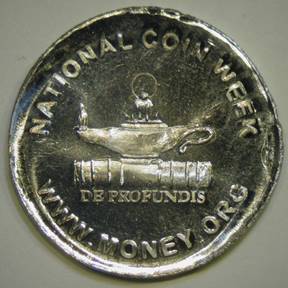 NATIONAL COIN WEEK
DE PROFUNDIS
WWW.MONEY.ORG